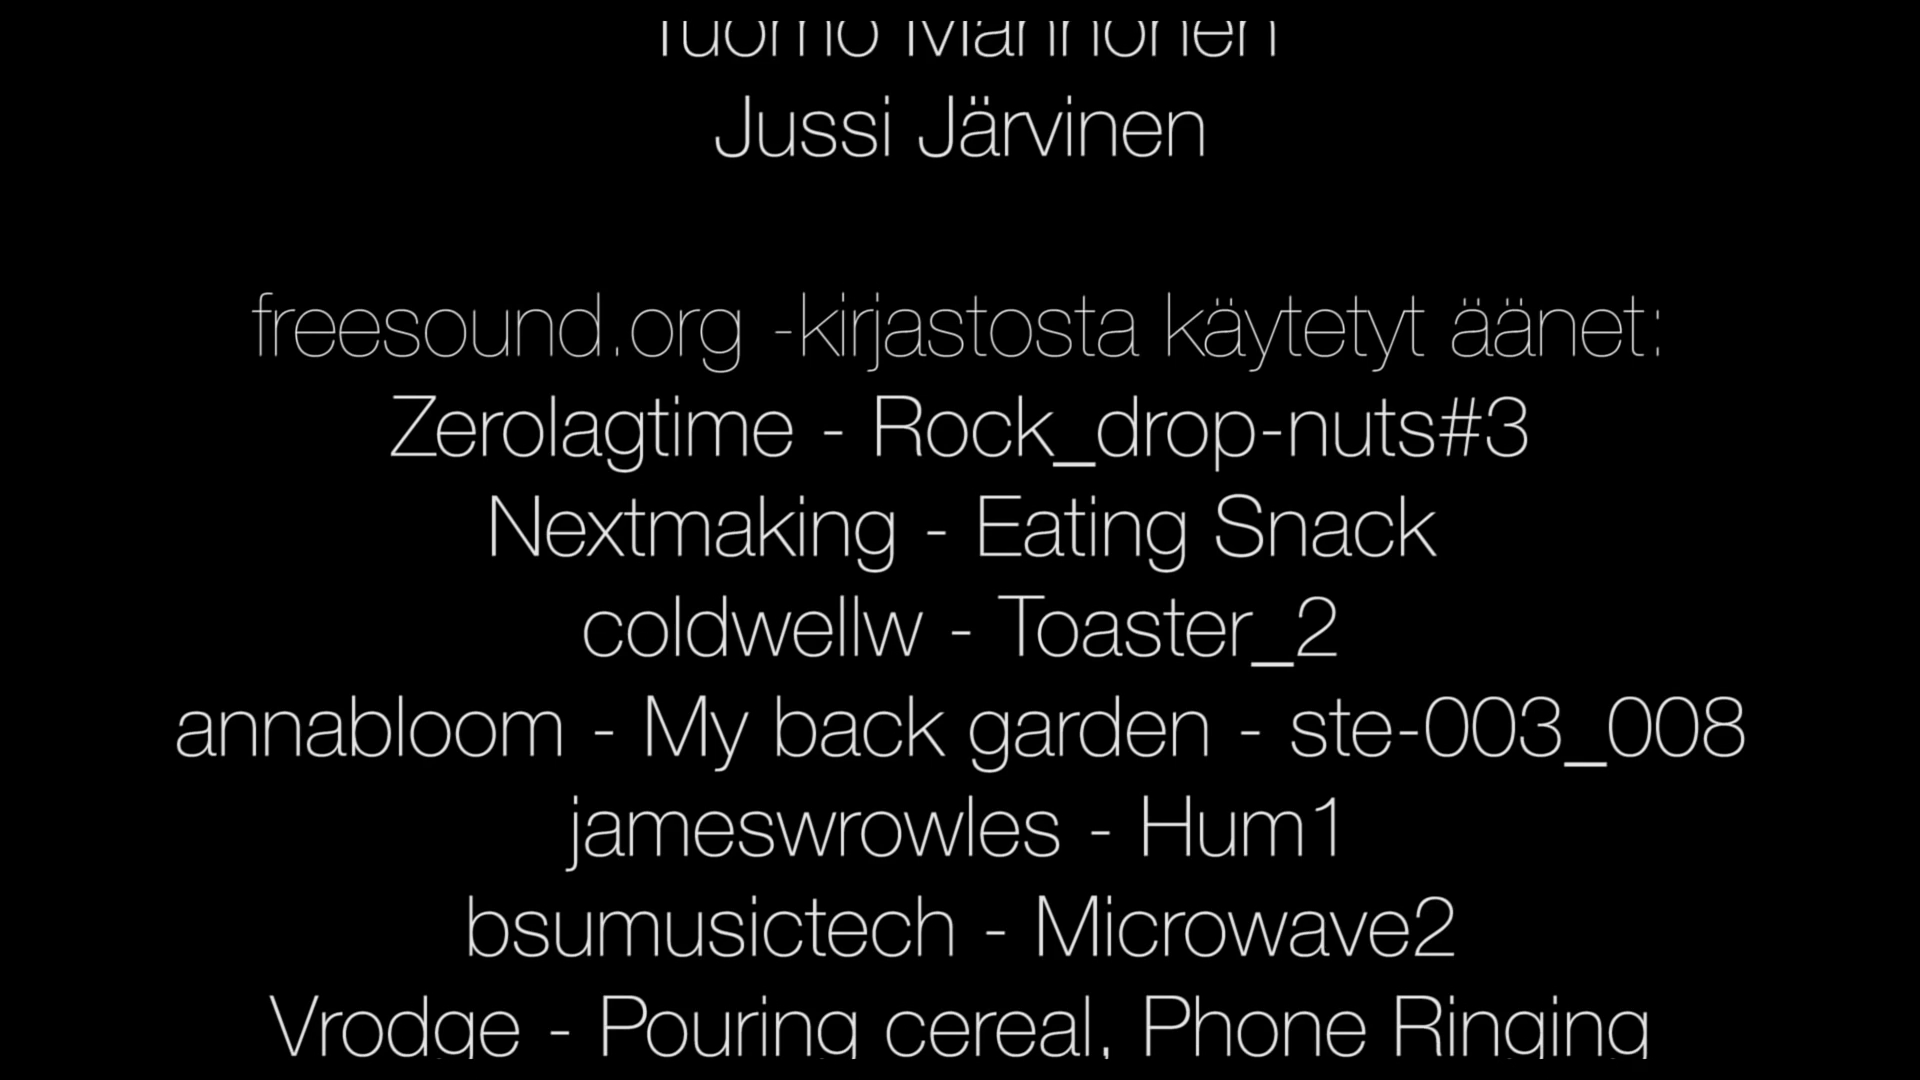 Tuomo
Jussi Järvinen
freesound.org -kirjastosta käytetyt äänet:
Zerolagtime - Rock_drop-nuts#3
Nextmaking - Eating Snack
coldwellw - Toaster_2
annabloom - My back garden - ste-003_008
jameswrowles - Hum1
bsumusictech - Microwave2
Vrodge - Pouring cereal, Phone Ringing